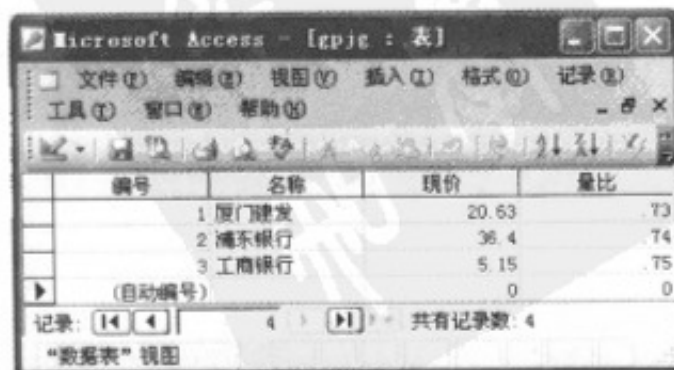 Microsoft Access - [gpjg : 表]
文件(F) 编辑(E) 视图(V) 插入(I) 格式(O) 记录(R)
工具(T) 窗口(W) 帮助(H)
编号 名称 现价 量比
1 厦门建发 20.63 .73
2 浦东银行 36.4 .74
3 工商银行 5.15 .75
(自动编号) 0 0
记录: 4 共有记录数: 4
“数据表”视图